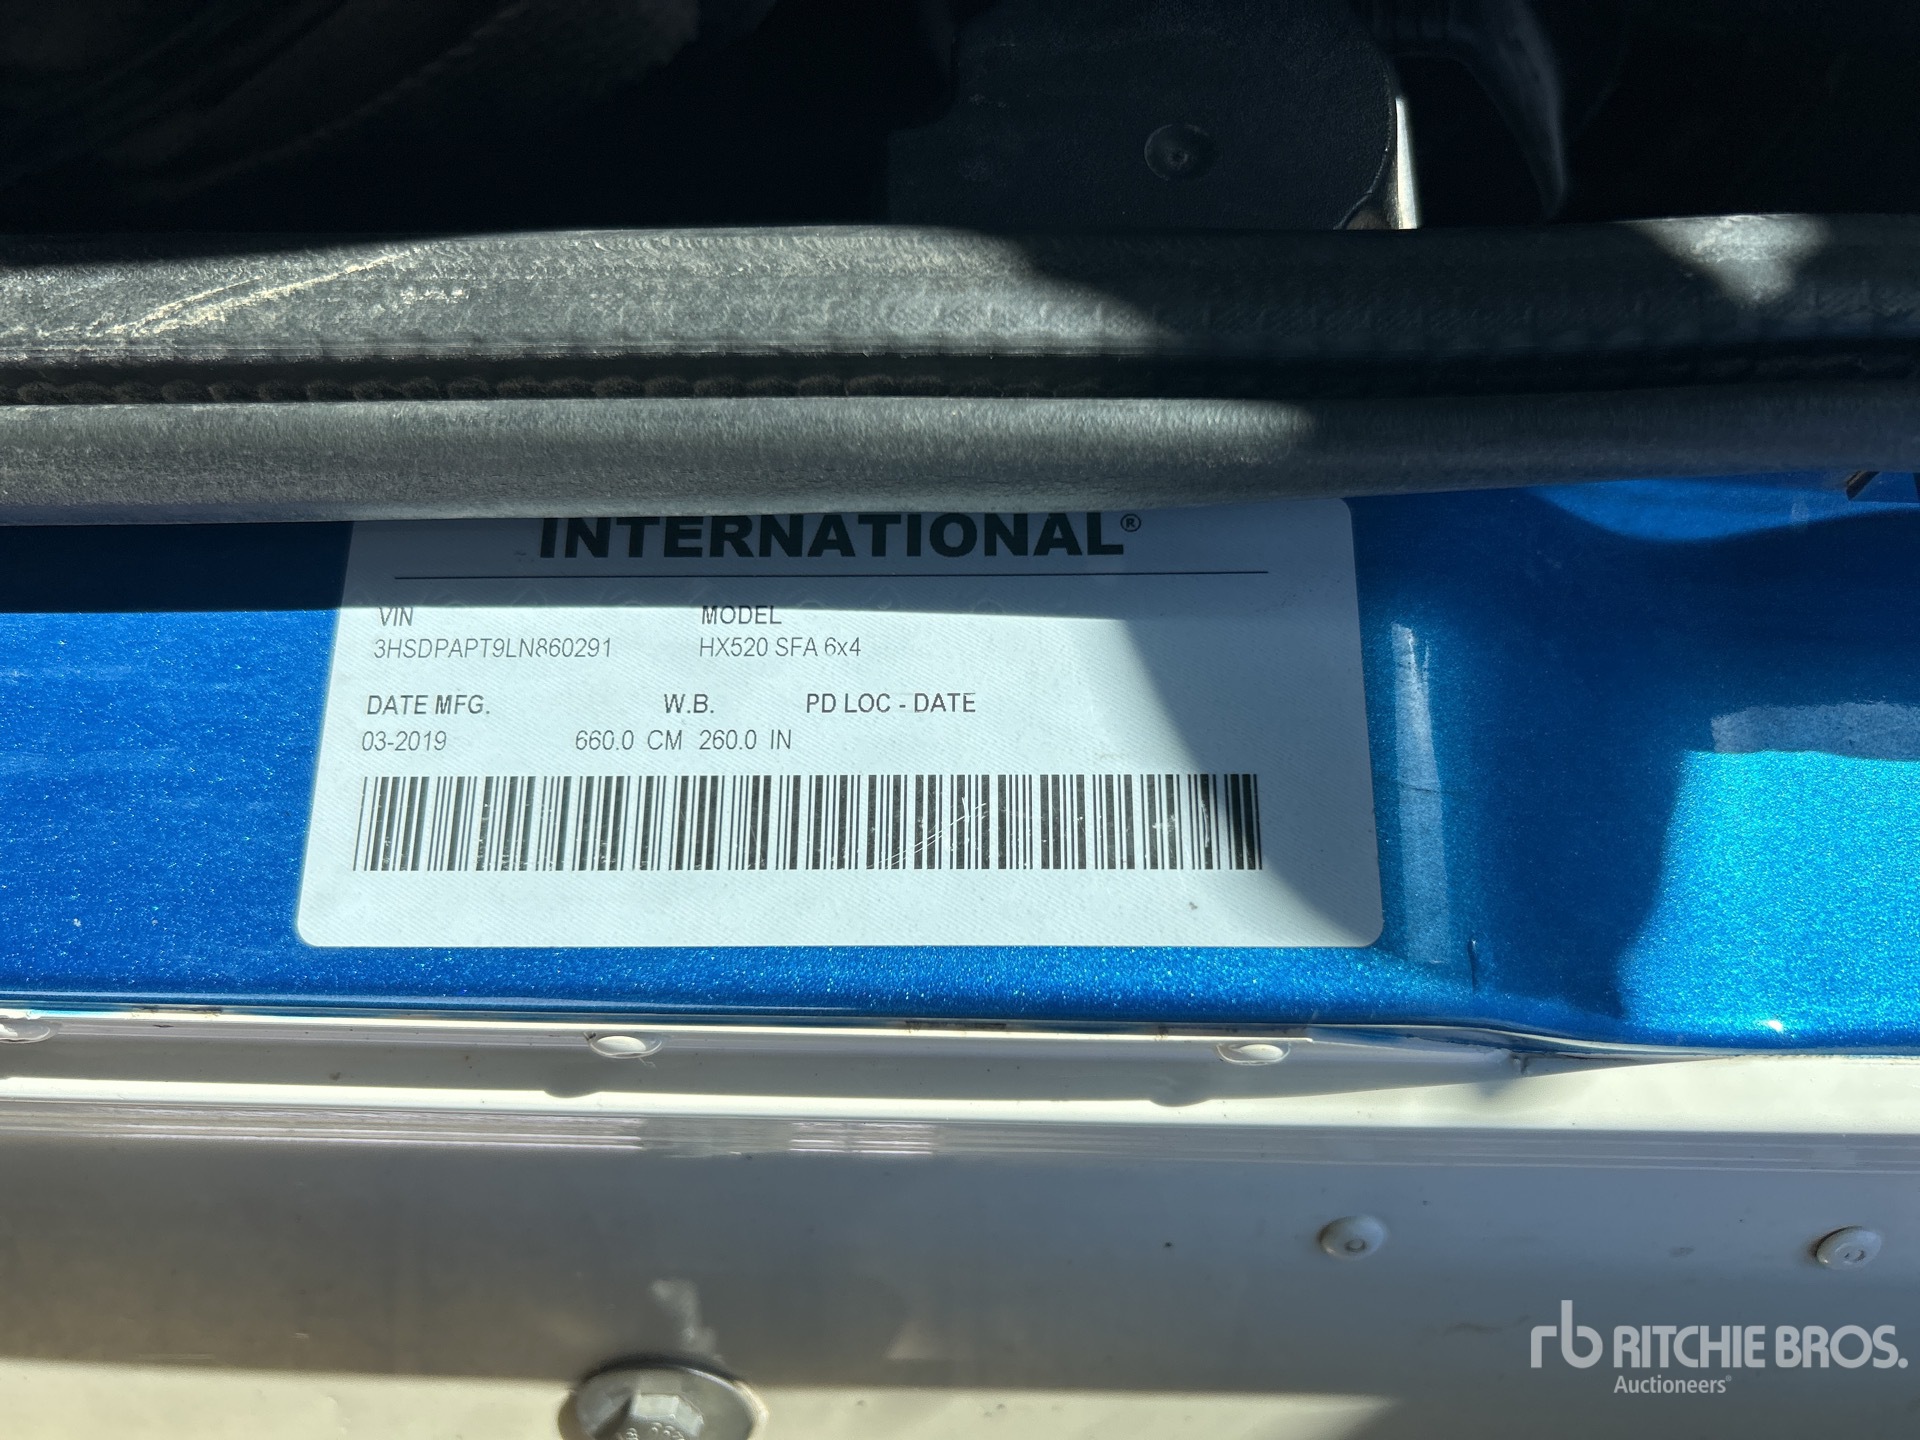 INTERNATIONAL®
VIN MODEL
3HSDPAPT9LN860291 HX520 SFA 6x4
DATE MFG. W.B. PD LOC - DATE
03-2019 660.0 CM 260.0 IN
rb RITCHIE BROS.
Auctioneers®